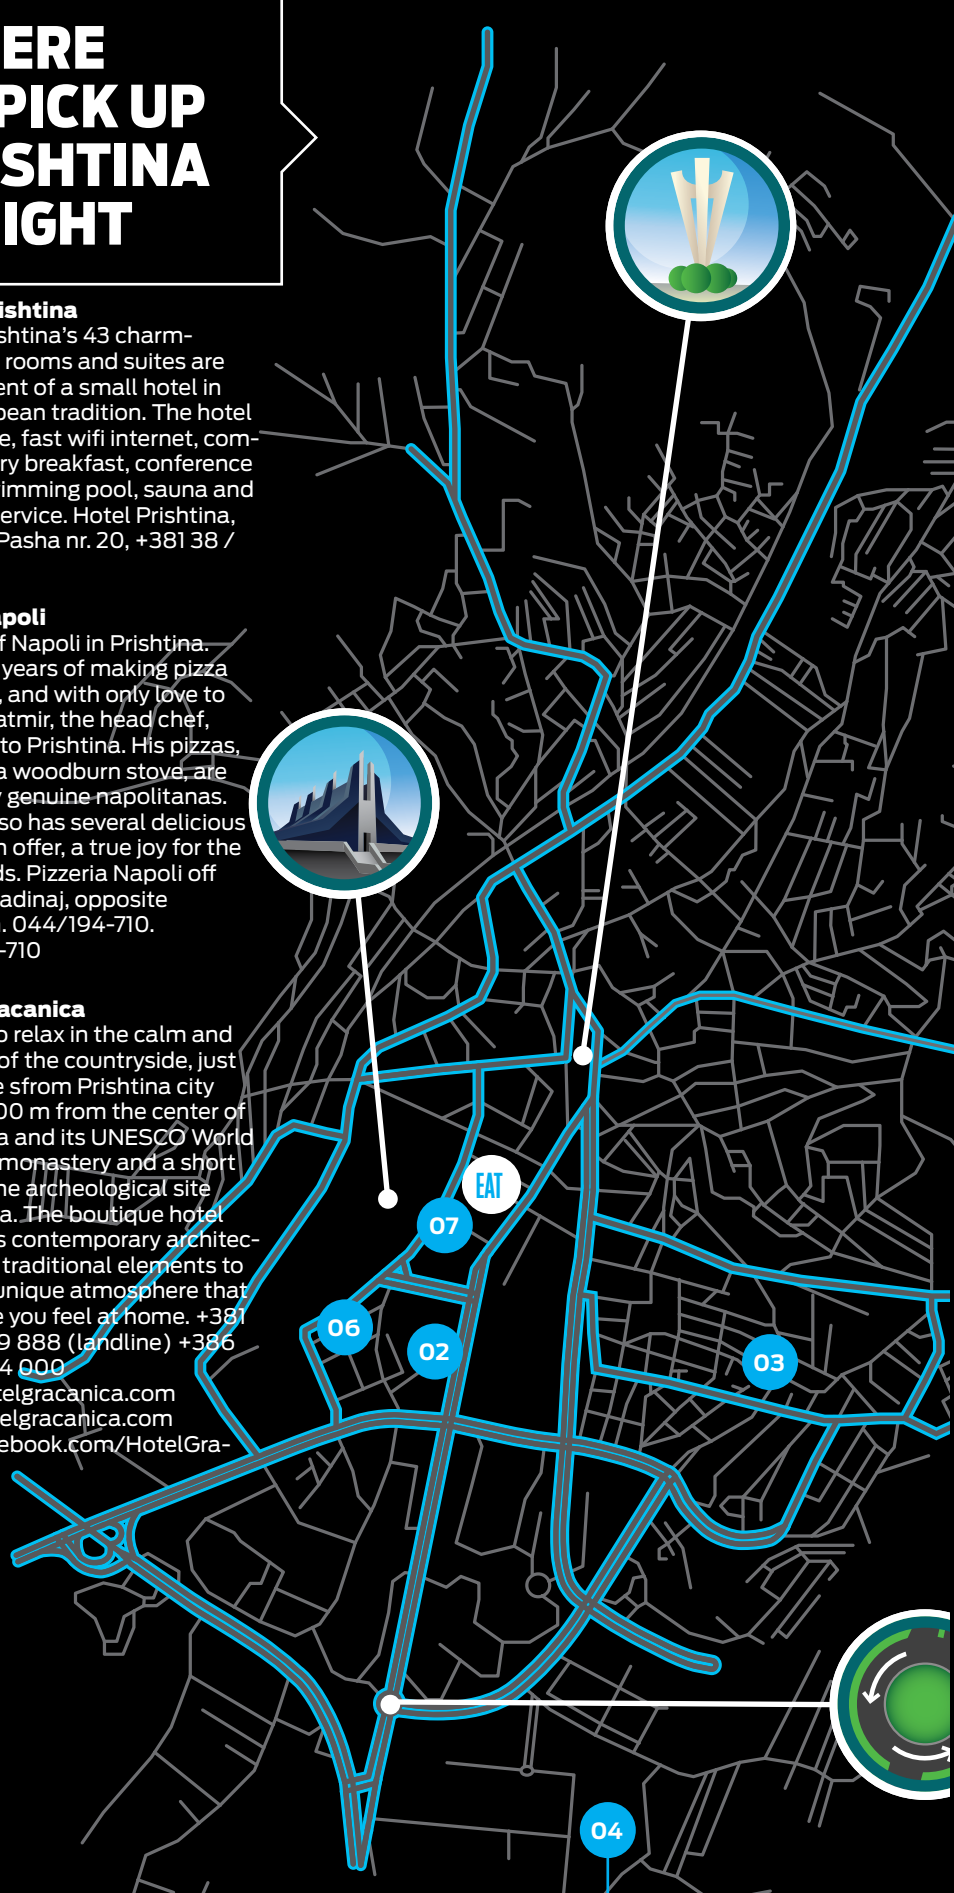 ERE
PICK UP
SHTINA
IGHT
ishtina
shtina's 43 charm-
rooms and suites are
ent of a small hotel in
pean tradition. The hotel
e, fast wifi internet, com-
ry breakfast, conference
imming pool, sauna and
ervice. Hotel Prishtina,
Pasha nr. 20, +381 38 /
apoli
f Napoli in Prishtina.
years of making pizza
, and with only love to
atmir, the head chef,
to Prishtina. His pizzas,
a woodburn stove, are
y genuine napolitanas.
so has several delicious
n offer, a true joy for the
ds. Pizzeria Napoli off
adinaj, opposite
. 044/194-710.
-710
acanica
o relax in the calm and
of the countryside, just
e sfrom Prishtina city
00 m from the center of
a and its UNESCO World
monastery and a short
he archeological site
a. The boutique hotel
s contemporary architec-
traditional elements to
unique atmosphere that
e you feel at home. +381
9 888 (landline) +386
4 000
telgracanica.com
elgracanica.com
ebook.com/HotelGra-
EAT
07
06
02
03
04